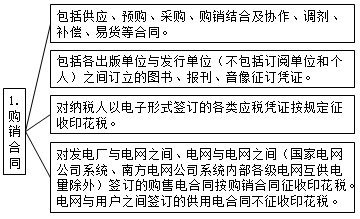 1.购销合同
包括供应、预购、采购、购销结合及协作、调剂、
补偿、易货等合同。
包括各出版单位与发行单位（不包括订阅单位和个
人）之间订立的图书、报刊、音像征订凭证。
对纳税人以电子形式签订的各类应税凭证按规定征
收印花税。
对发电厂与电网之间、电网与电网之间（国家电网
公司系统、南方电网公司系统内部各级电网互供电
量除外）签订的购售电合同按购销合同征收印花税。
电网与用户之间签订的供用电合同不征收印花税。